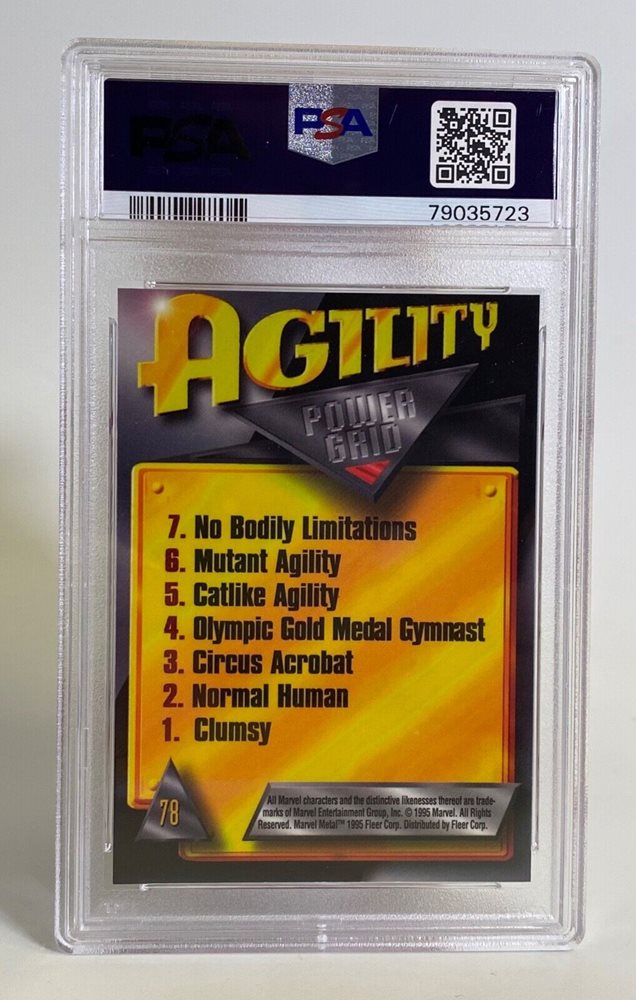 PSA
PSA
79035723
AGILITY
POWER
GRID
7. No Bodily Limitations
6. Mutant Agility
5. Catlike Agility
4. Olympic Gold Medal Gymnast
3. Circus Acrobat
2. Normal Human
1. Clumsy
78
All Marvel characters and the distinctive likenesses thereof are trade-
marks of Marvel Entertainment Group, Inc. © 1995 Marvel. All Rights
Reserved. Marvel Metal™ 1995 Fleer Corp. Distributed by Fleer Corp.